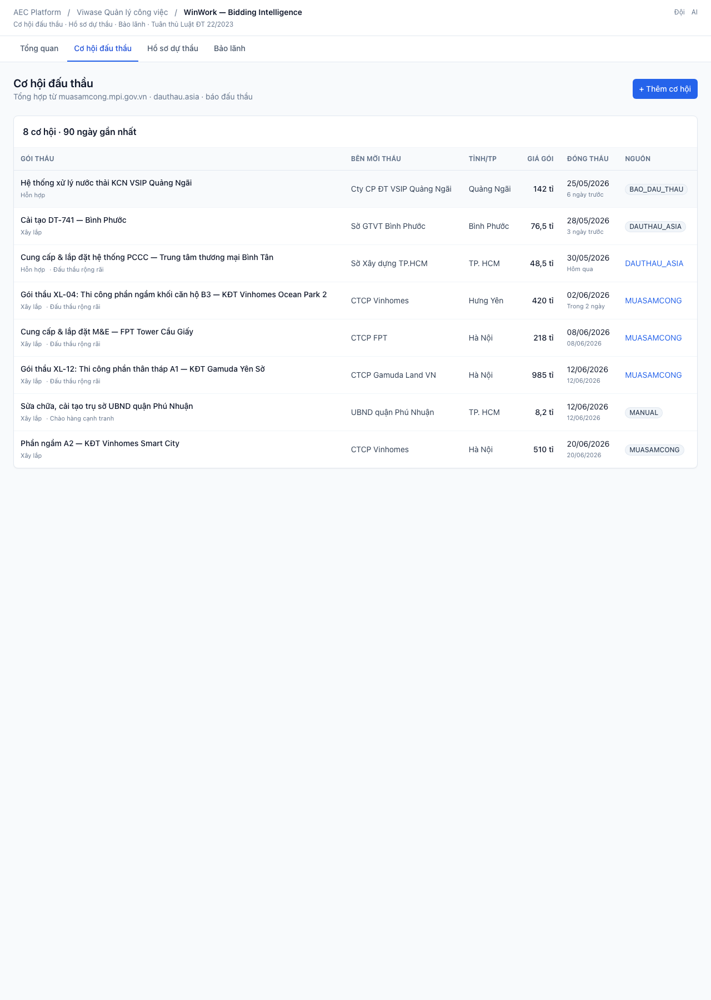 AEC Platform / Viwase Quản lý công việc / WinWork — Bidding Intelligence
Đội AI
Cơ hội đấu thầu · Hồ sơ dự thầu · Bảo lãnh · Tuân thủ Luật ĐT 22/2023
Tổng quan Cơ hội đấu thầu Hồ sơ dự thầu Bảo lãnh
Cơ hội đấu thầu
Tổng hợp từ muasamcong.mpi.gov.vn · dauthau.asia · báo đấu thầu
+ Thêm cơ hội
8 cơ hội · 90 ngày gần nhất
GÓI THẦU BÊN MỜI THẦU TỈNH/TP GIÁ GÓI ĐÓNG THẦU NGUỒN
Hệ thống xử lý nước thải KCN VSIP Quảng Ngãi
Hỗn hợp
Cty CP ĐT VSIP Quảng Ngãi Quảng Ngãi 142 tỉ 25/05/2026
6 ngày trước
BAO_DAU_THAU
Cải tạo DT-741 — Bình Phước
Xây lắp
Sở GTVT Bình Phước Bình Phước 76,5 tỉ 28/05/2026
3 ngày trước
DAUTHAU_ASIA
Cung cấp & lắp đặt hệ thống PCCC — Trung tâm thương mại Bình Tân
Hỗn hợp · Đấu thầu rộng rãi
Sở Xây dựng TP.HCM TP. HCM 48,5 tỉ 30/05/2026
Hôm qua
DAUTHAU_ASIA
Gói thầu XL-04: Thi công phần ngầm khối căn hộ B3 — KĐT Vinhomes Ocean Park 2
Xây lắp · Đấu thầu rộng rãi
CTCP Vinhomes Hưng Yên 420 tỉ 02/06/2026
Trong 2 ngày
MUASAMCONG
Cung cấp & lắp đặt M&E — FPT Tower Cầu Giấy
Xây lắp · Đấu thầu rộng rãi
CTCP FPT Hà Nội 218 tỉ 08/06/2026
08/06/2026
MUASAMCONG
Gói thầu XL-12: Thi công phần thân tháp A1 — KĐT Gamuda Yên Sở
Xây lắp · Đấu thầu rộng rãi
CTCP Gamuda Land VN Hà Nội 985 tỉ 12/06/2026
12/06/2026
MUASAMCONG
Sửa chữa, cải tạo trụ sở UBND quận Phú Nhuận
Xây lắp · Chào hàng cạnh tranh
UBND quận Phú Nhuận TP. HCM 8,2 tỉ 12/06/2026
12/06/2026
MANUAL
Phần ngầm A2 — KĐT Vinhomes Smart City
Xây lắp
CTCP Vinhomes Hà Nội 510 tỉ 20/06/2026
20/06/2026
MUASAMCONG